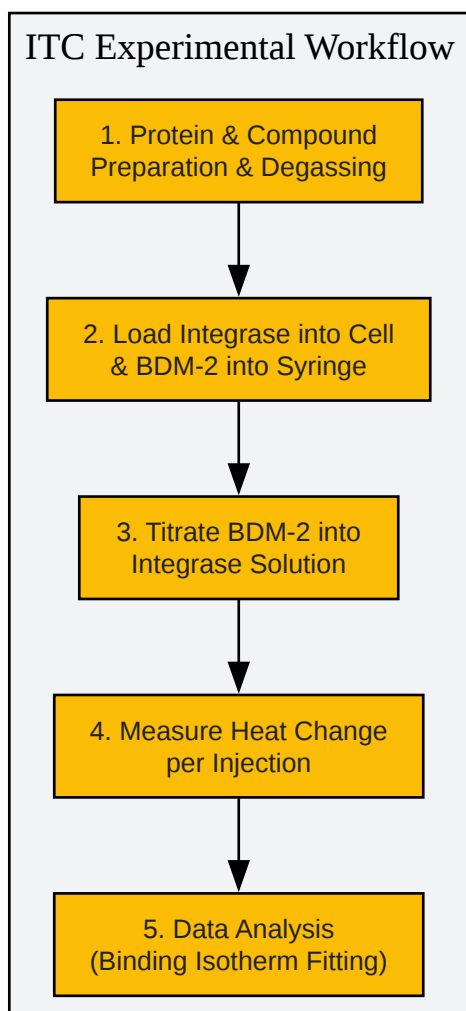 ITC Experimental Workflow
1. Protein & Compound
Preparation & Degassing
2. Load Integrase into Cell
& BDM-2 into Syringe
3. Titrate BDM-2 into
Integrase Solution
4. Measure Heat Change
per Injection
5. Data Analysis
(Binding Isotherm Fitting)